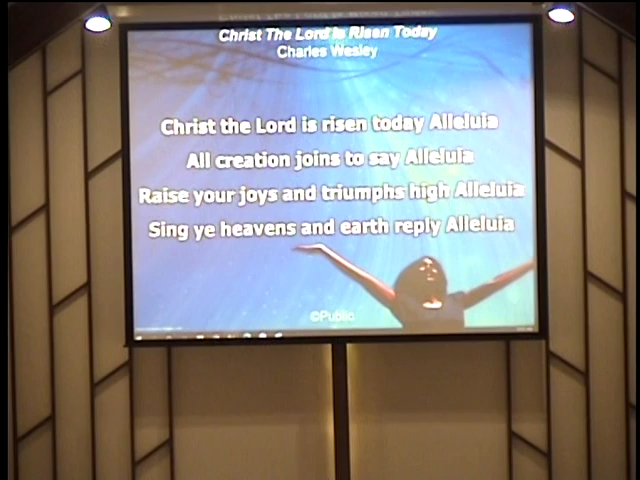 Christ The Lord is Risen Today
Charles Wesley
Christ the Lord is risen today Alleluia
All creation joins to say Alleluia
Raise your joys and triumphs high Alleluia
Sing ye heavens and earth reply Alleluia
©Public